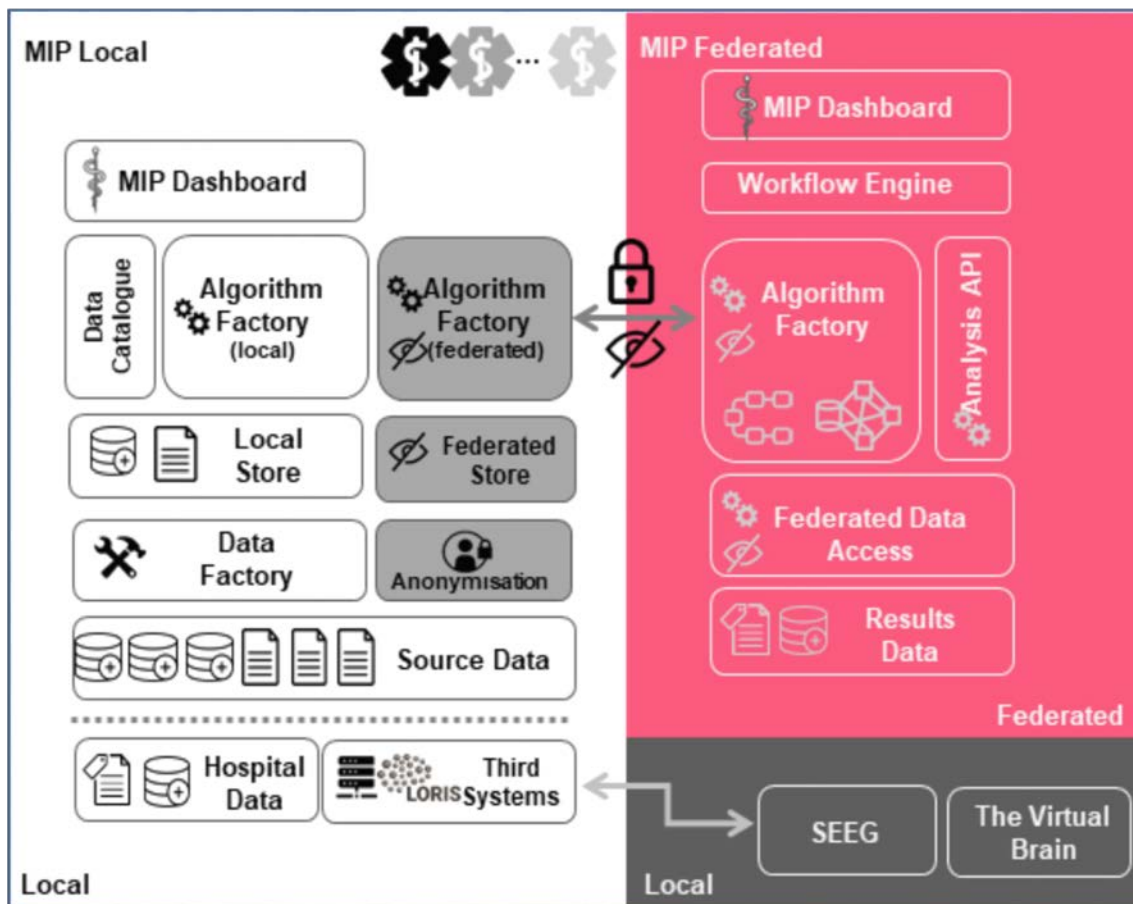 MIP Local
...
MIP Dashboard
Data
Catalogue
Algorithm
Factory
(local)
Algorithm
Factory
(federated)
Local
Store
Federated
Store
Data
Factory
Anonymisation
Source Data
Hospital
Data
LORIS
Third
Systems
Local
MIP Federated
MIP Dashboard
Workflow Engine
Algorithm
Factory
Analysis API
Federated Data
Access
Results
Data
Federated
SEEG
The Virtual
Brain
Local